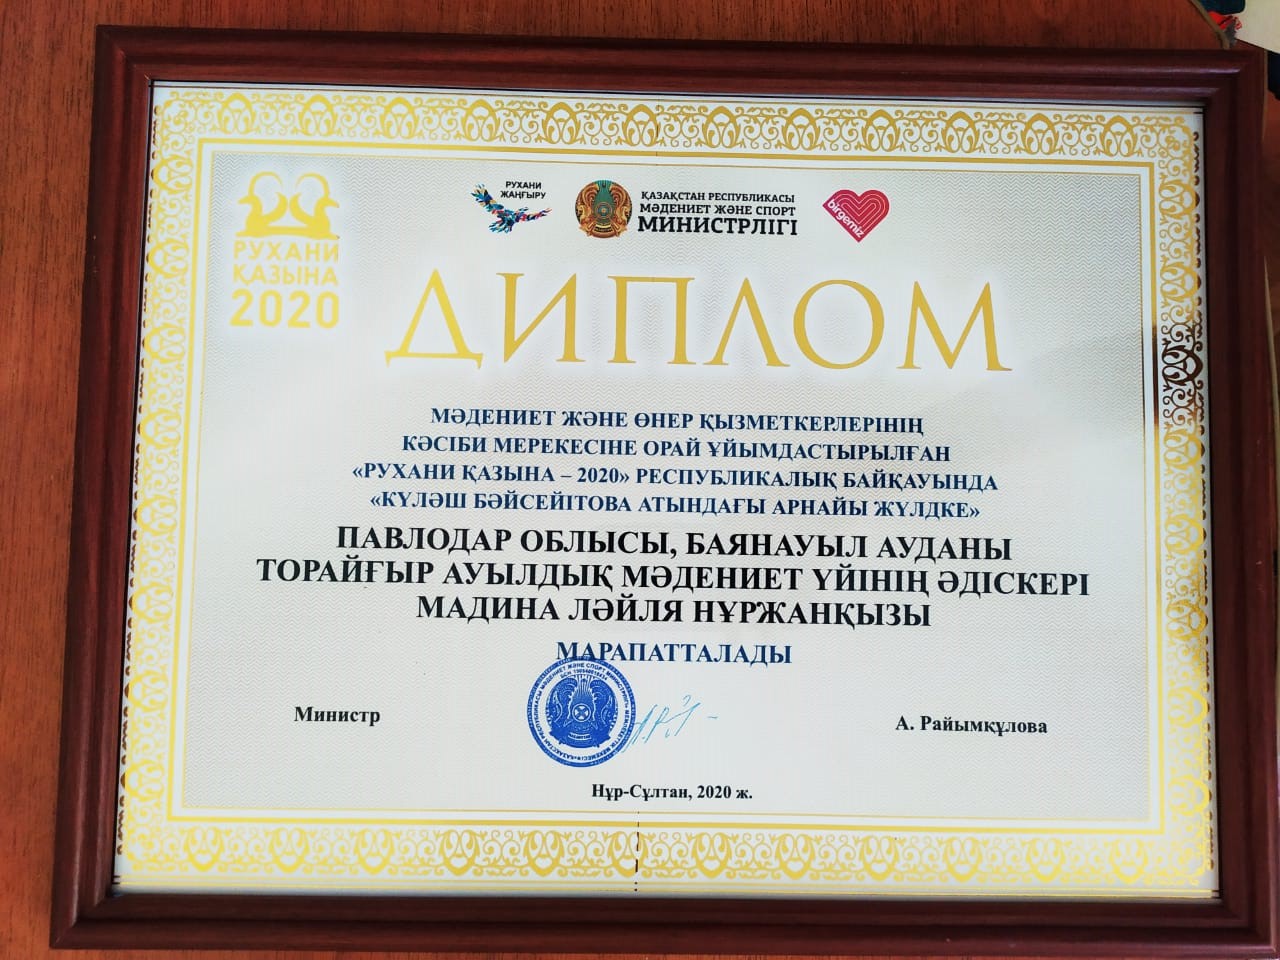 РУХАНИ
ЖАҢҒЫРУ
ҚАЗАҚСТАН РЕСПУБЛИКАСЫ
МӘДЕНИЕТ ЖӘНЕ СПОРТ
МИНИСТРЛІГІ
birgemiz
РУХАНИ
ҚАЗЫНА
2020
ДИПЛОМ
МӘДЕНИЕТ ЖӘНЕ ӨНЕР ҚЫЗМЕТКЕРЛЕРІНІҢ
КӘСІБИ МЕРЕКЕСІНЕ ОРАЙ ҰЙЫМДАСТЫРЫЛҒАН
«РУХАНИ ҚАЗЫНА – 2020» РЕСПУБЛИКАЛЫҚ БАЙҚАУЫНДА
«КҮЛӘШ БӘЙСЕЙІТОВА АТЫНДАҒЫ АРНАЙЫ ЖҮЛДКЕ»
ПАВЛОДАР ОБЛЫСЫ, БАЯНАУЫЛ АУДАНЫ
ТОРАЙҒЫР АУЫЛДЫҚ МӘДЕНИЕТ ҮЙІНІҢ ӘДІСКЕРІ
МАДИНА ЛӘЙЛЯ НҰРЖАНҚЫЗЫ
МАРАПАТТАЛАДЫ
Министр
А. Райымқұлова
Нұр-Сұлтан, 2020 ж.